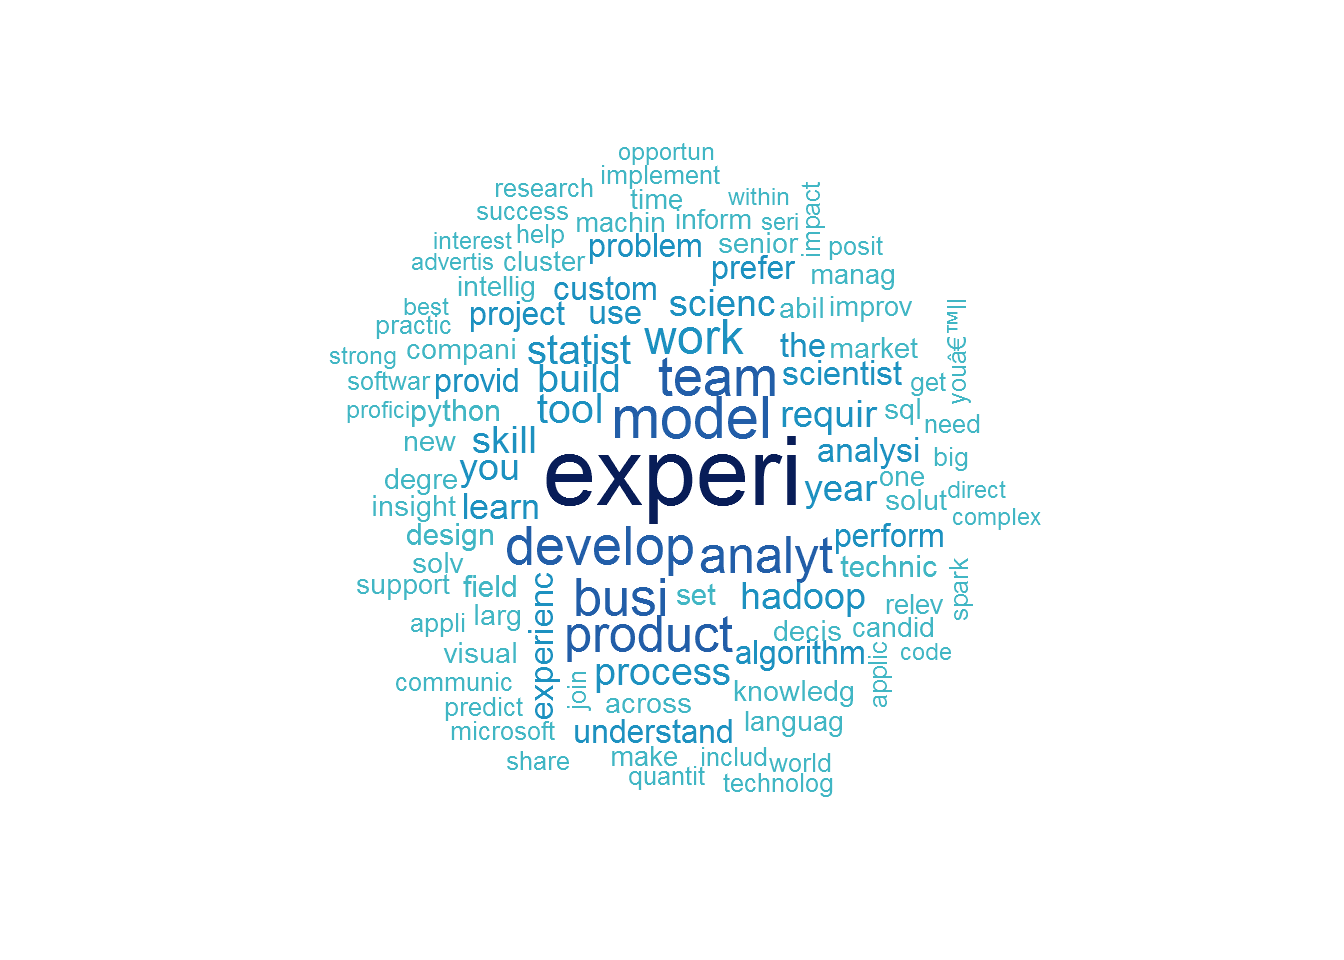 opportun
implement
research
time
within
success
machin
inform
seri
impact
interest
help
problem
senior
posit
advertis
cluster
prefer
manag
intellig
custom
scienc
abil
improv
best
project
use
practic
work
the
market
youâ€™ll
strong
compani
statist
team
scientist
get
softwar
provid
build
profici
python
tool
model
requir
sql
need
new
skill
analysi
big
you
experi
degre
year
one
insight
learn
solut
direct
complex
design
develop
analyt
perform
solv
technic
support
field
busi
set
hadoop
relev
spark
appli
larg
experienc
product
decis
candid
visual
algorithm
code
communic
join
process
knowledg
applic
predict
across
microsoft
understand
languag
share
make
includ
world
quantit
technolog